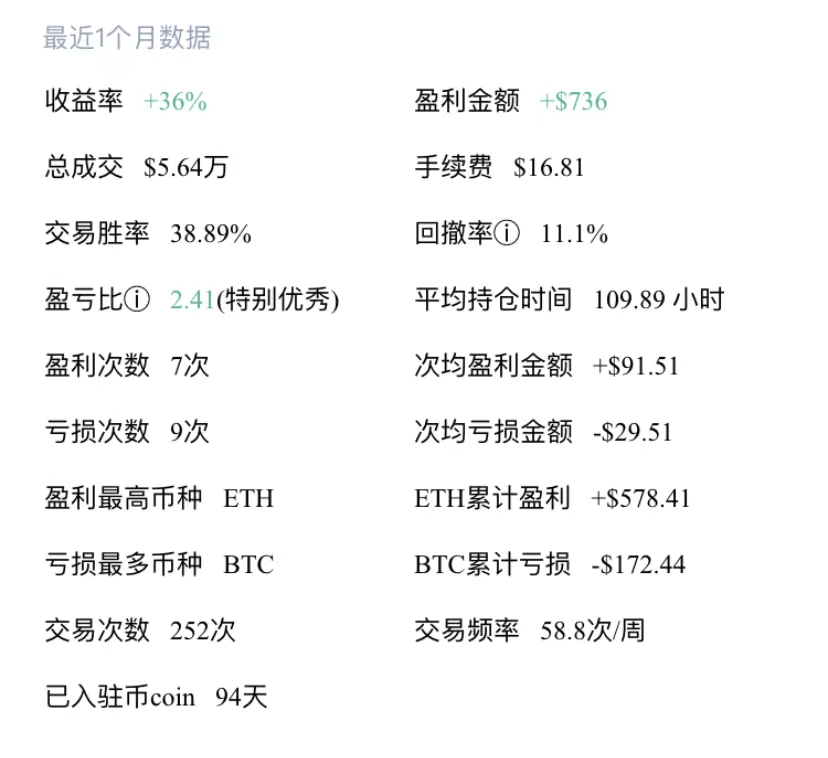 最近1个月数据
收益率 +36% 盈利金额 +$736
总成交 $5.64万 手续费 $16.81
交易胜率 38.89% 回撤率ⓘ 11.1%
盈亏比ⓘ 2.41(特别优秀) 平均持仓时间 109.89 小时
盈利次数 7次 次均盈利金额 +$91.51
亏损次数 9次 次均亏损金额 -$29.51
盈利最高币种 ETH ETH累计盈利 +$578.41
亏损最多币种 BTC BTC累计亏损 -$172.44
交易次数 252次 交易频率 58.8次/周
已入驻币coin 94天